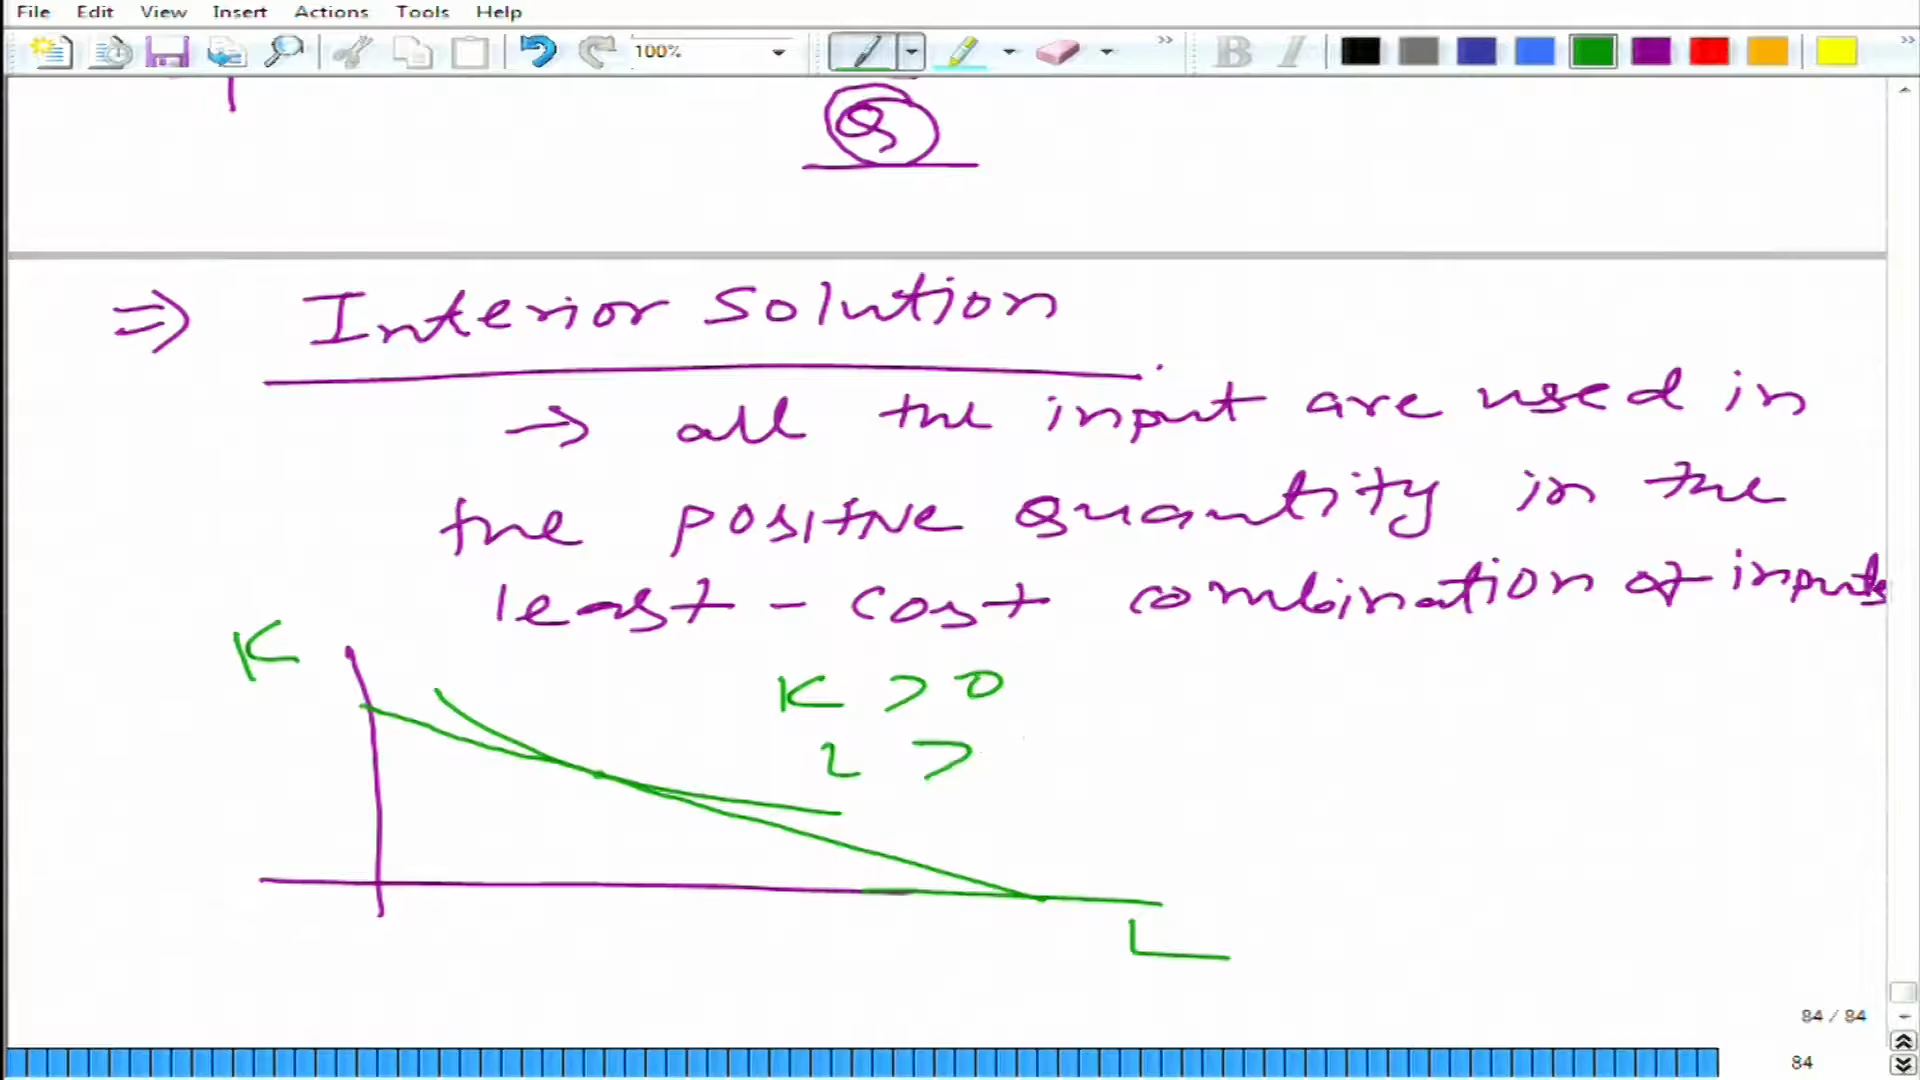 File Edit View Insert Actions Tools Help
100%
B I
Q
⇒ Interior Solution
→ all the input are used in
the positive quantity in the
least - cost combination of inputs
K
K > 0
L >
L
84 / 84
84